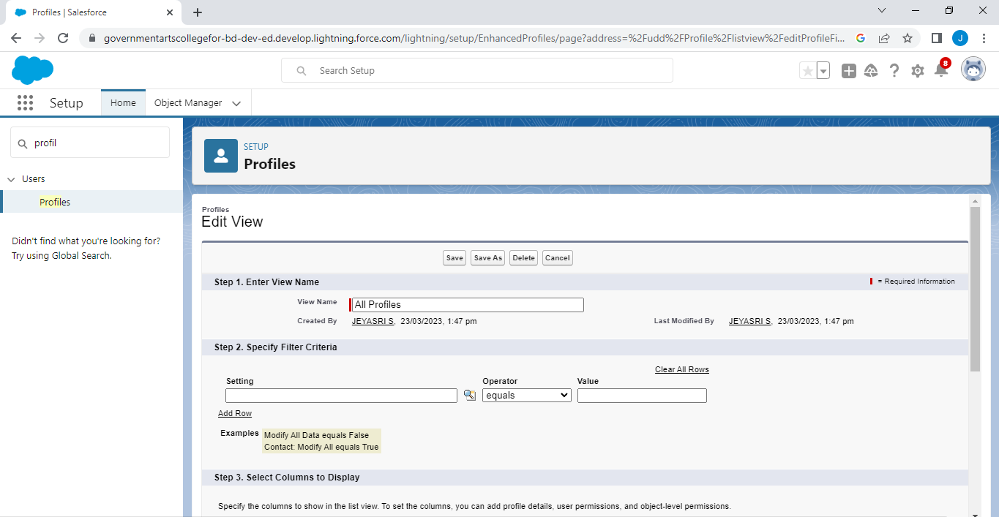 Profiles | Salesforce
governmentartscollegefor-bd-dev-ed.develop.lightning.force.com/lightning/setup/EnhancedProfiles/page?address=%2Fudd%2FProfile%2Flistview%2FeditProfileFi...
J
Search Setup
8
Setup
Home
Object Manager
profil
Users
Profiles
Didn't find what you're looking for?
Try using Global Search.
SETUP
Profiles
Profiles
Edit View
Save Save As Delete Cancel
Step 1. Enter View Name
= Required Information
View Name All Profiles
Created By JEYASRI S, 23/03/2023, 1:47 pm Last Modified By JEYASRI S, 23/03/2023, 1:47 pm
Step 2. Specify Filter Criteria
Clear All Rows
Setting Operator Value
equals
Add Row
Examples Modify All Data equals False
Contact: Modify All equals True
Step 3. Select Columns to Display
Specify the columns to show in the list view. To set the columns, you can add profile details, user permissions, and object-level permissions.